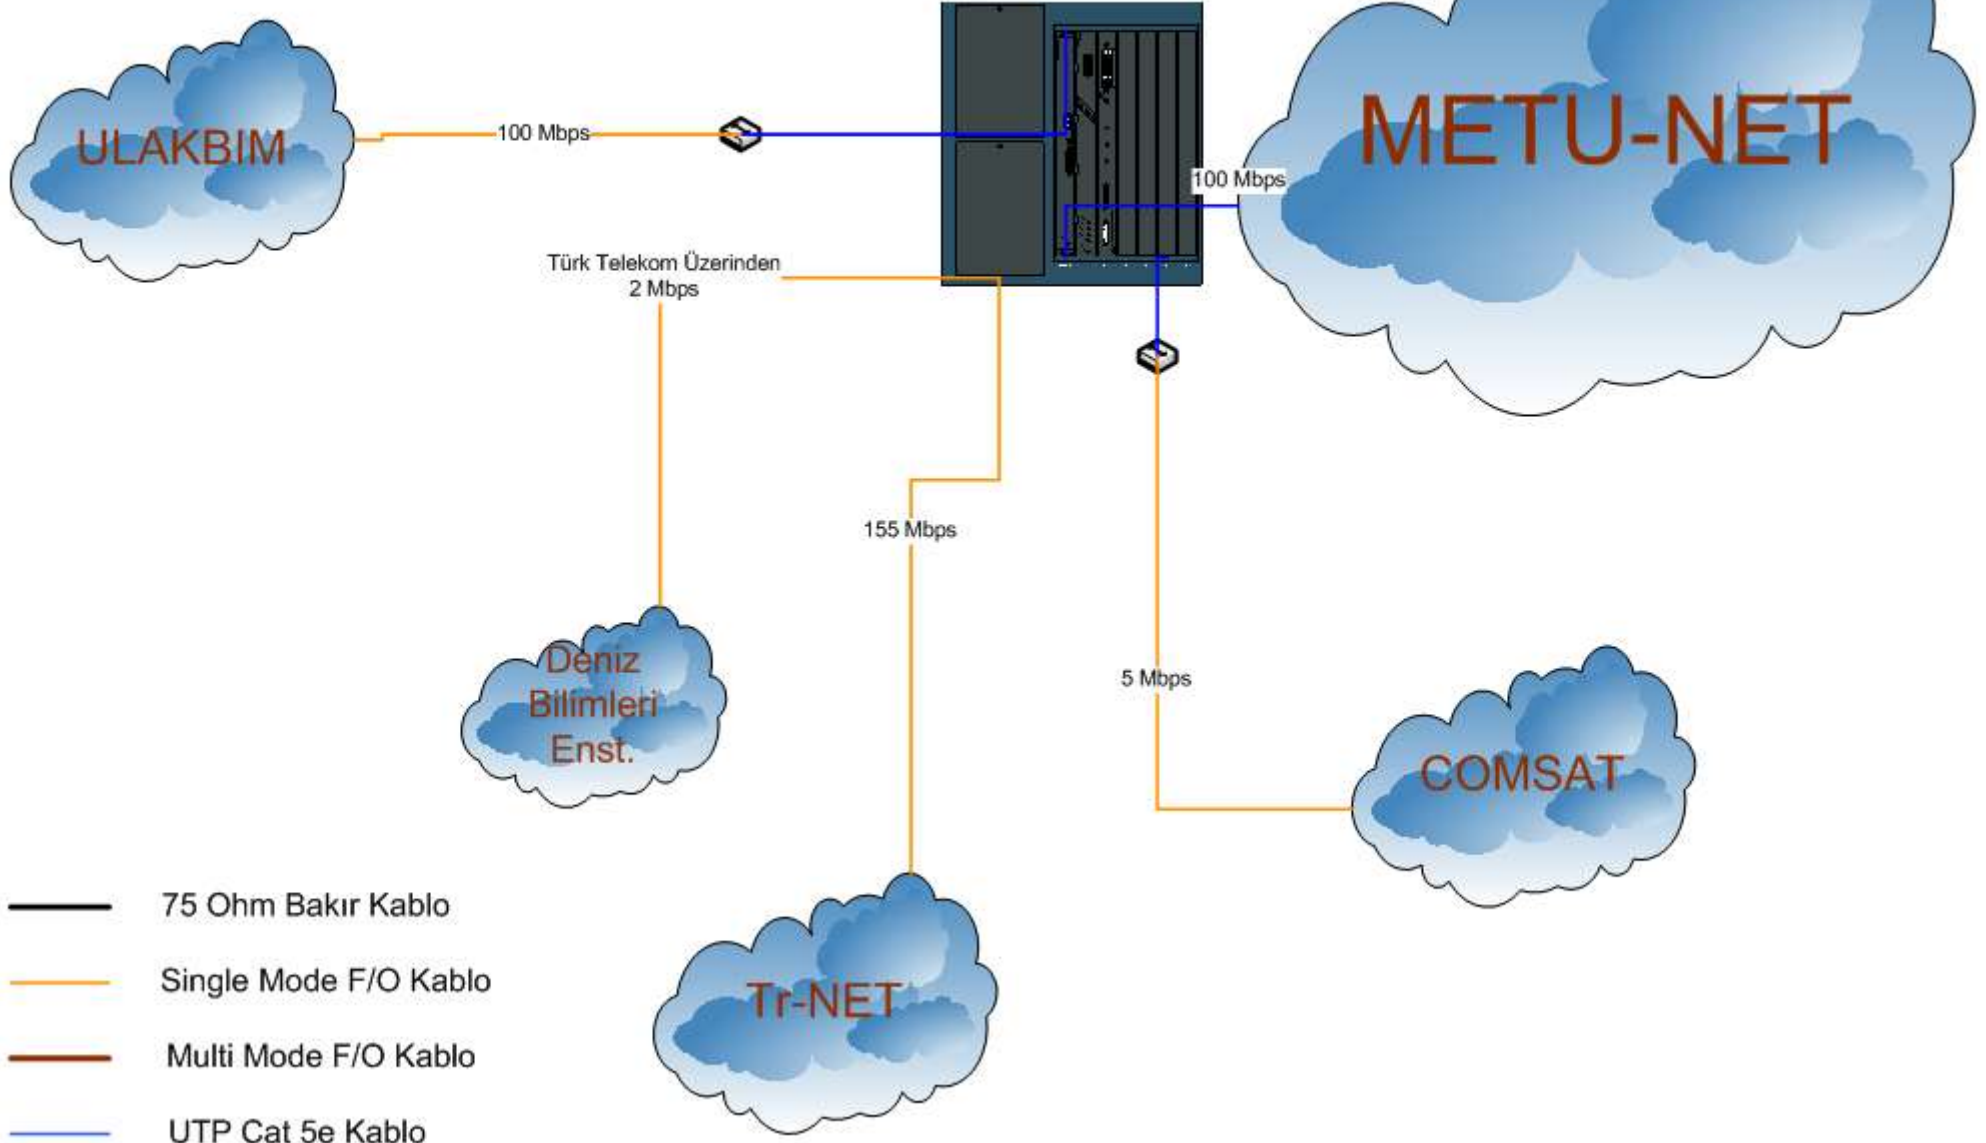 ULAKBIM
100 Mbps
METU-NET
100 Mbps
Türk Telekom Üzerinden
2 Mbps
155 Mbps
5 Mbps
Deniz
Bilimleri
Enst.
COMSAT
Tr-NET
75 Ohm Bakır Kablo
Single Mode F/O Kablo
Multi Mode F/O Kablo
UTP Cat 5e Kablo